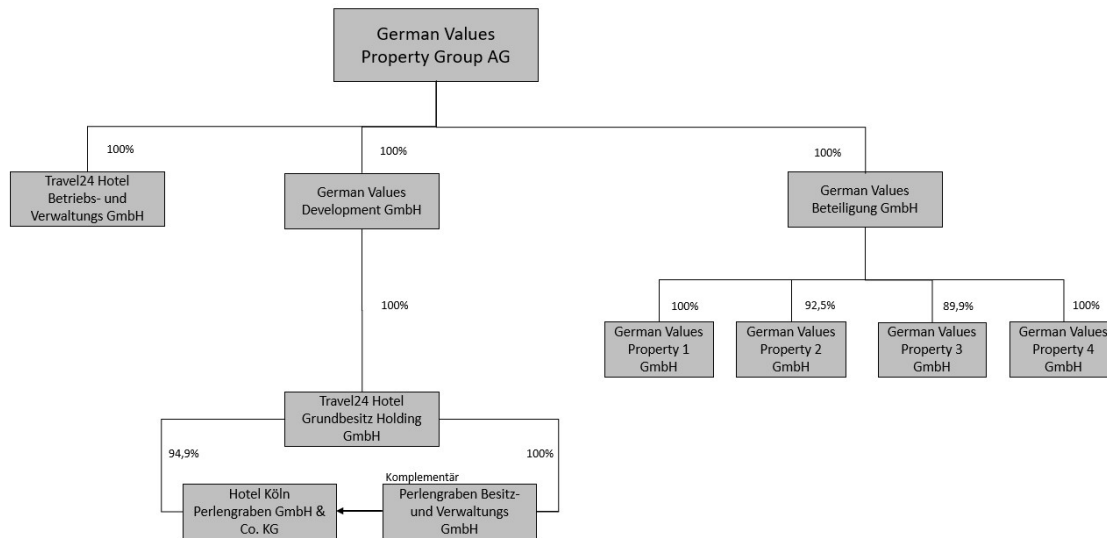 German Values
Property Group AG
100%
100%
100%
Travel24 Hotel
Betriebs- und
Verwaltungs GmbH
German Values
Development GmbH
German Values
Beteiligung GmbH
100%
100%
92,5%
89,9%
100%
German Values
Property 1
GmbH
German Values
Property 2
GmbH
German Values
Property 3
GmbH
German Values
Property 4
GmbH
Travel24 Hotel
Grundbesitz Holding
GmbH
94,9%
100%
Komplementär
Hotel Köln
Perlengraben GmbH &
Co. KG
Perlengraben Besitz-
und Verwaltungs
GmbH